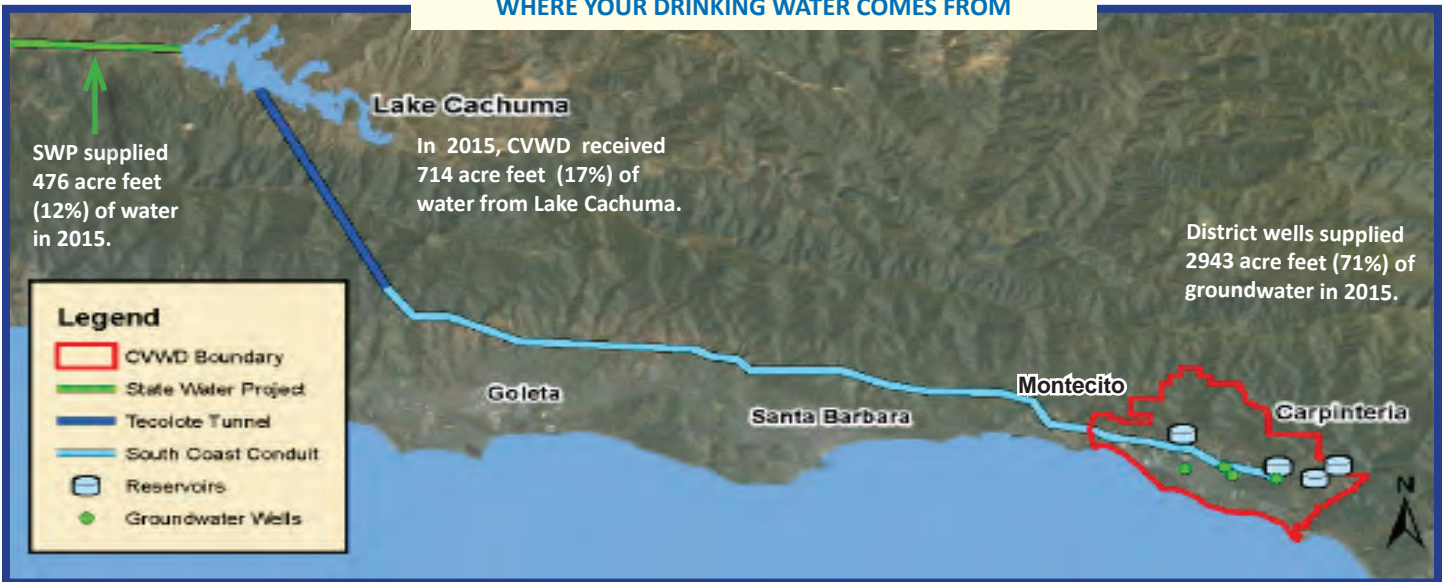 WHERE YOUR DRINKING WATER COMES FROM
Lake Cachuma
SWP supplied
476 acre feet
(12%) of water
in 2015.
In 2015, CVWD received
714 acre feet (17%) of
water from Lake Cachuma.
District wells supplied
2943 acre feet (71%) of
groundwater in 2015.
Legend
CVWD Boundary
State Water Project
Tecolote Tunnel
South Coast Conduit
Reservoirs
Groundwater Wells
Goleta
Santa Barbara
Montecito
Carpinteria
N